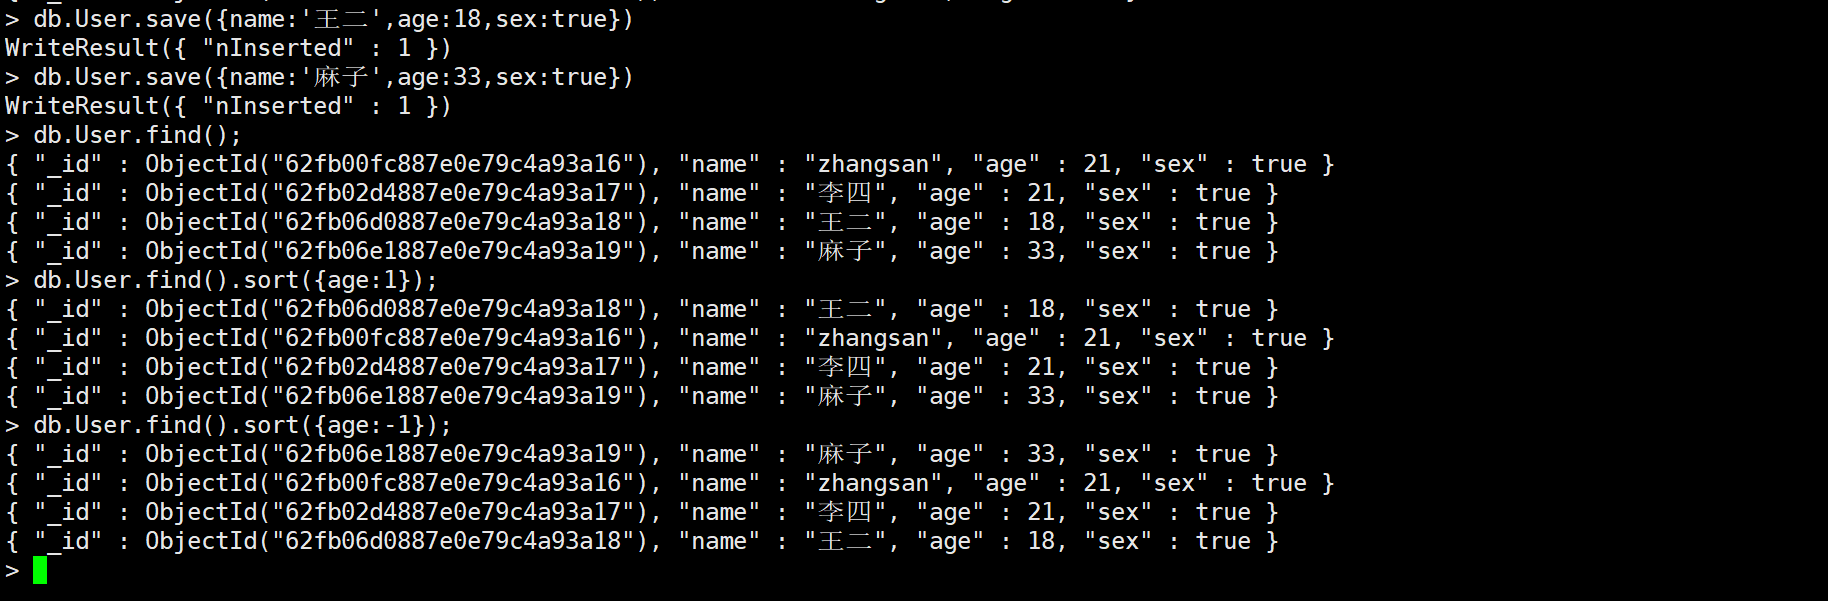 > db.User.save({name:'王二',age:18,sex:true})
WriteResult({ "nInserted" : 1 })
> db.User.save({name:'麻子',age:33,sex:true})
WriteResult({ "nInserted" : 1 })
> db.User.find();
{ "_id" : ObjectId("62fb00fc887e0e79c4a93a16"), "name" : "zhangsan", "age" : 21, "sex" : true }
{ "_id" : ObjectId("62fb02d4887e0e79c4a93a17"), "name" : "李四", "age" : 21, "sex" : true }
{ "_id" : ObjectId("62fb06d0887e0e79c4a93a18"), "name" : "王二", "age" : 18, "sex" : true }
{ "_id" : ObjectId("62fb06e1887e0e79c4a93a19"), "name" : "麻子", "age" : 33, "sex" : true }
> db.User.find().sort({age:1});
{ "_id" : ObjectId("62fb06d0887e0e79c4a93a18"), "name" : "王二", "age" : 18, "sex" : true }
{ "_id" : ObjectId("62fb00fc887e0e79c4a93a16"), "name" : "zhangsan", "age" : 21, "sex" : true }
{ "_id" : ObjectId("62fb02d4887e0e79c4a93a17"), "name" : "李四", "age" : 21, "sex" : true }
{ "_id" : ObjectId("62fb06e1887e0e79c4a93a19"), "name" : "麻子", "age" : 33, "sex" : true }
> db.User.find().sort({age:-1});
{ "_id" : ObjectId("62fb06e1887e0e79c4a93a19"), "name" : "麻子", "age" : 33, "sex" : true }
{ "_id" : ObjectId("62fb00fc887e0e79c4a93a16"), "name" : "zhangsan", "age" : 21, "sex" : true }
{ "_id" : ObjectId("62fb02d4887e0e79c4a93a17"), "name" : "李四", "age" : 21, "sex" : true }
{ "_id" : ObjectId("62fb06d0887e0e79c4a93a18"), "name" : "王二", "age" : 18, "sex" : true }
>